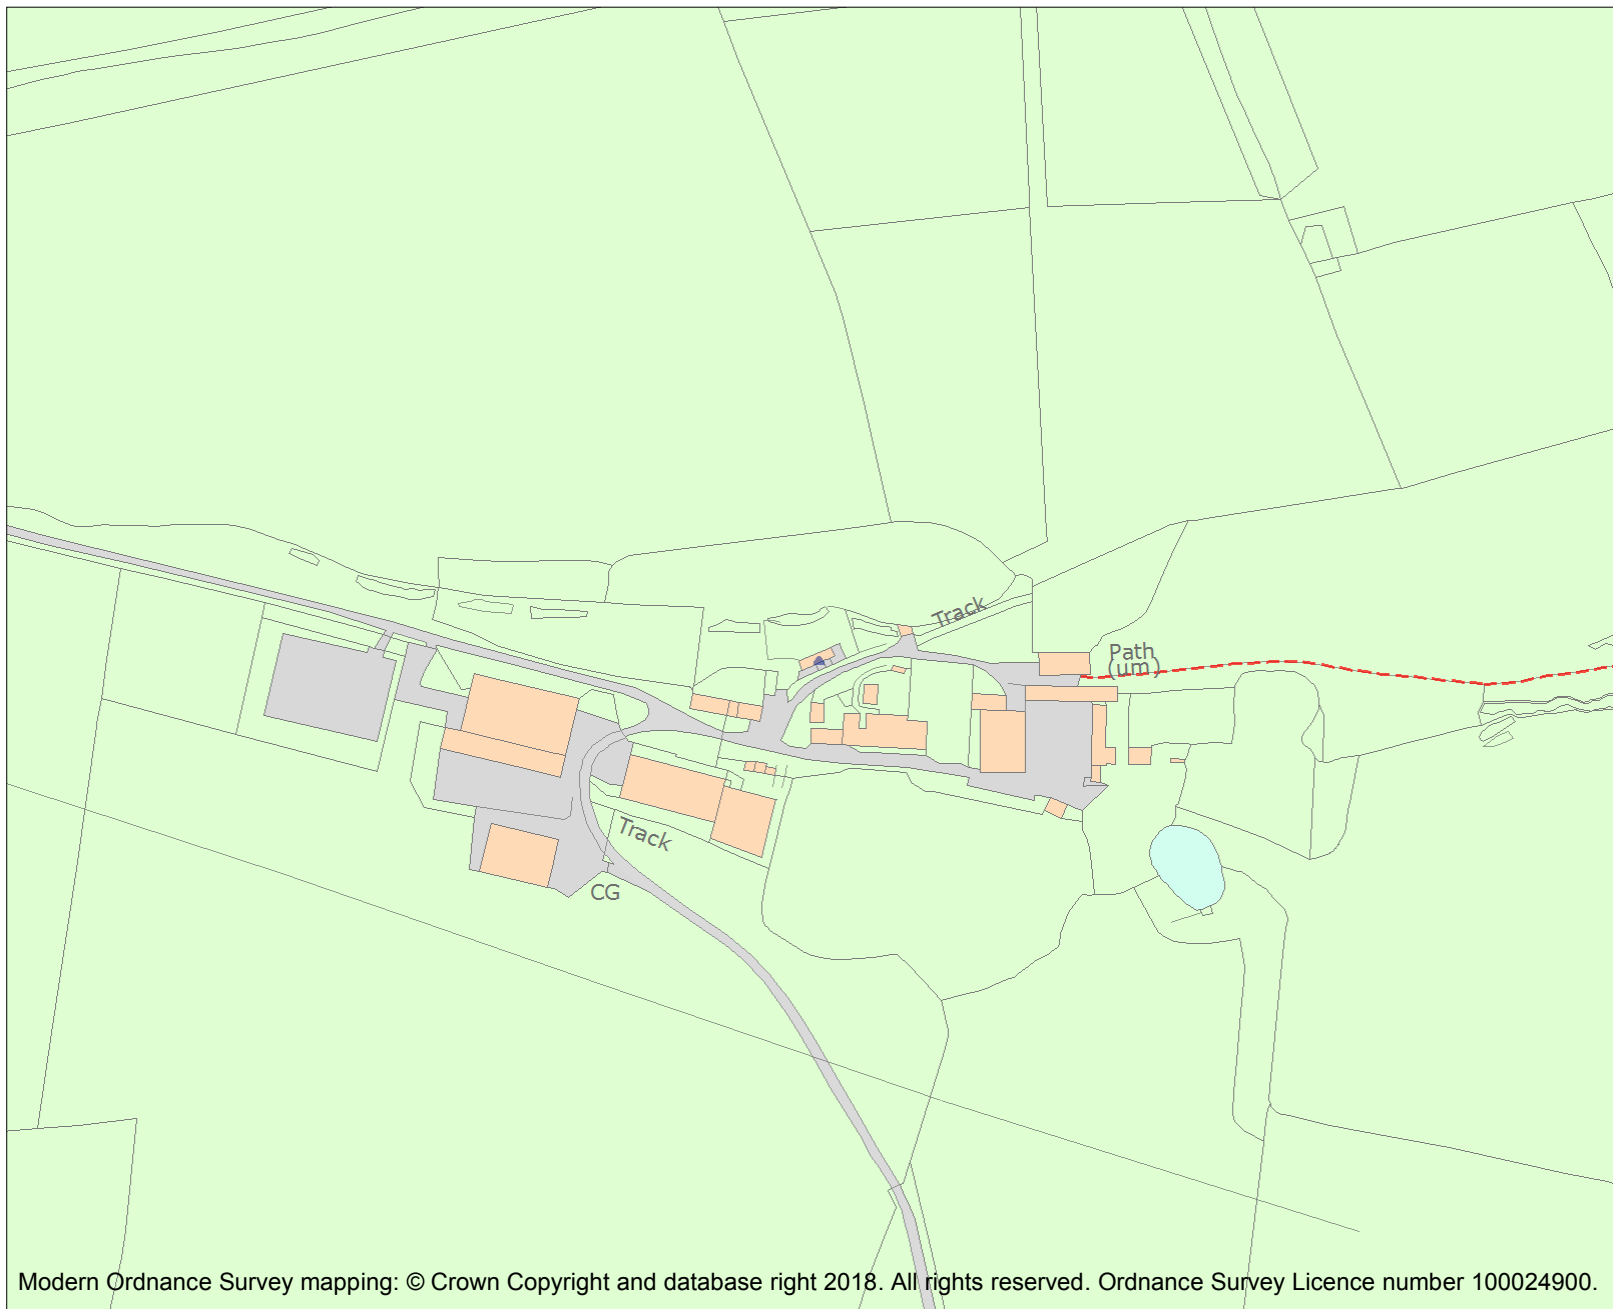 Track
Path
(um)
Track
CG
Modern Ordnance Survey mapping: © Crown Copyright and database right 2018. All rights reserved. Ordnance Survey Licence number 100024900.